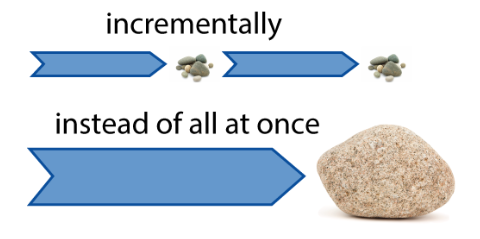 incrementally
instead of all at once